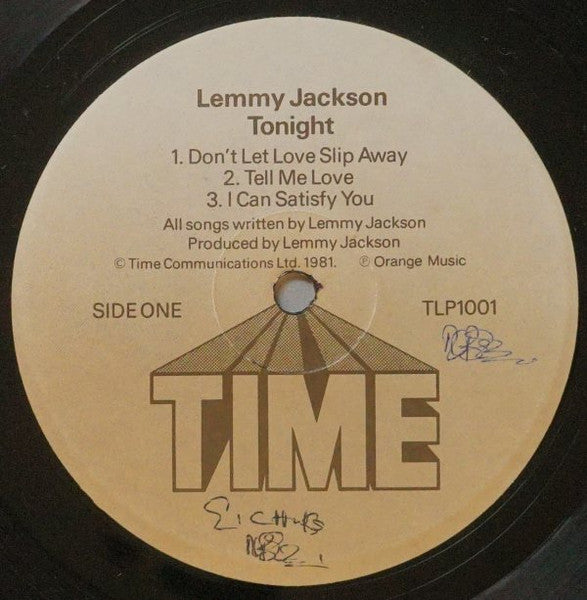 Lemmy Jackson
Tonight
1. Don't Let Love Slip Away
2. Tell Me Love
3. I Can Satisfy You
All songs written by Lemmy Jackson
Produced by Lemmy Jackson
© Time Communications Ltd. 1981. ℗ Orange Music
SIDE ONE
TLP1001
TIME